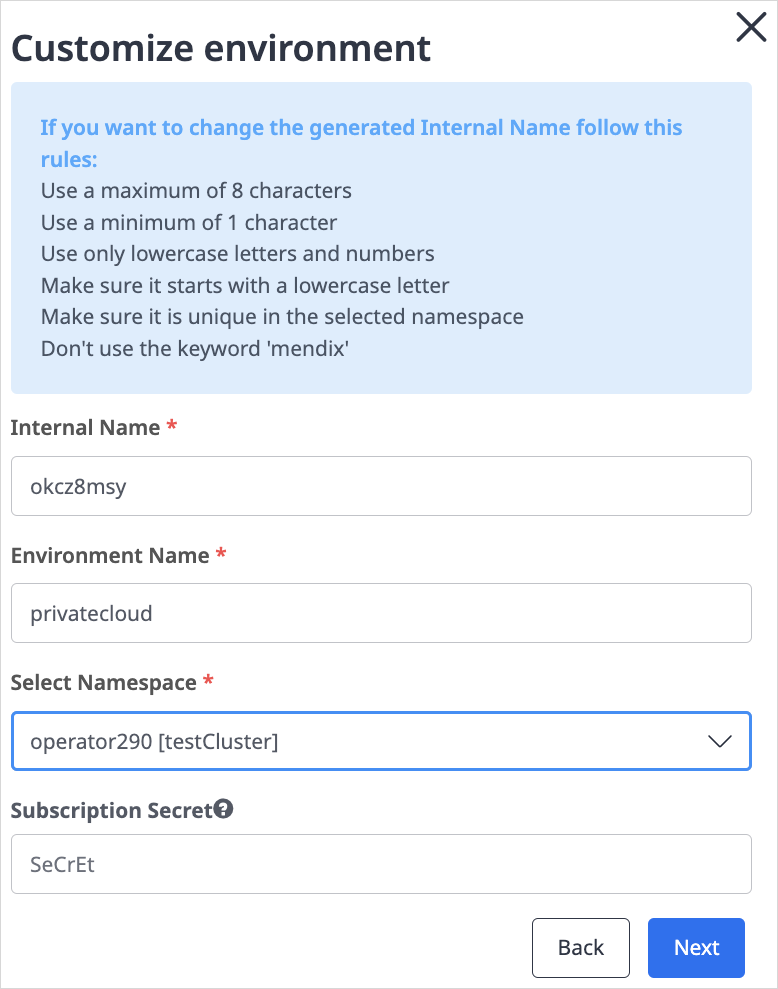 Customize environment
If you want to change the generated Internal Name follow this
rules:
Use a maximum of 8 characters
Use a minimum of 1 character
Use only lowercase letters and numbers
Make sure it starts with a lowercase letter
Make sure it is unique in the selected namespace
Don't use the keyword 'mendix'
Internal Name *
okcz8msy
Environment Name *
privatecloud
Select Namespace *
operator290 [testCluster]
Subscription Secret?
SeCrEt
Back Next